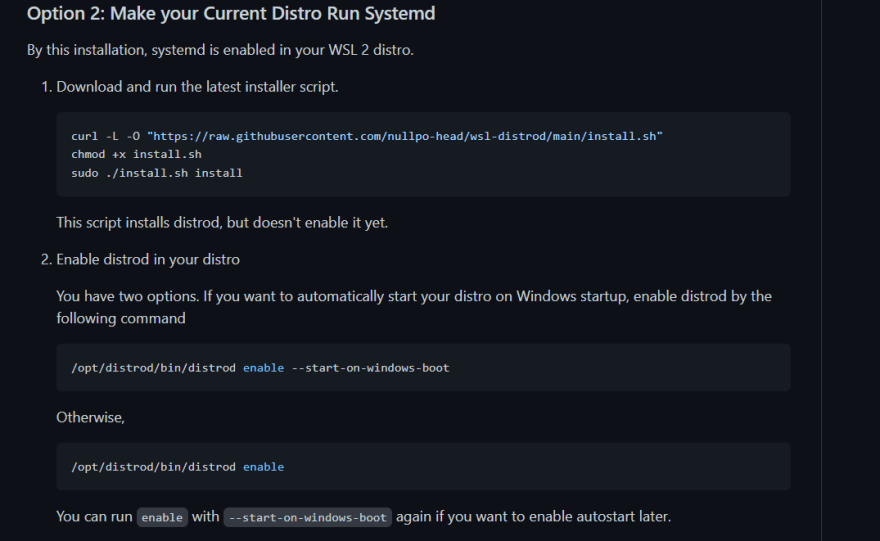 Option 2: Make your Current Distro Run Systemd
By this installation, systemd is enabled in your WSL 2 distro.
1. Download and run the latest installer script.
curl -L -O "https://raw.githubusercontent.com/nullpo-head/wsl-distrod/main/install.sh"
chmod +x install.sh
sudo ./install.sh install
This script installs distrod, but doesn't enable it yet.
2. Enable distrod in your distro
You have two options. If you want to automatically start your distro on Windows startup, enable distrod by the
following command
/opt/distrod/bin/distrod enable --start-on-windows-boot
Otherwise,
/opt/distrod/bin/distrod enable
You can run enable with --start-on-windows-boot again if you want to enable autostart later.